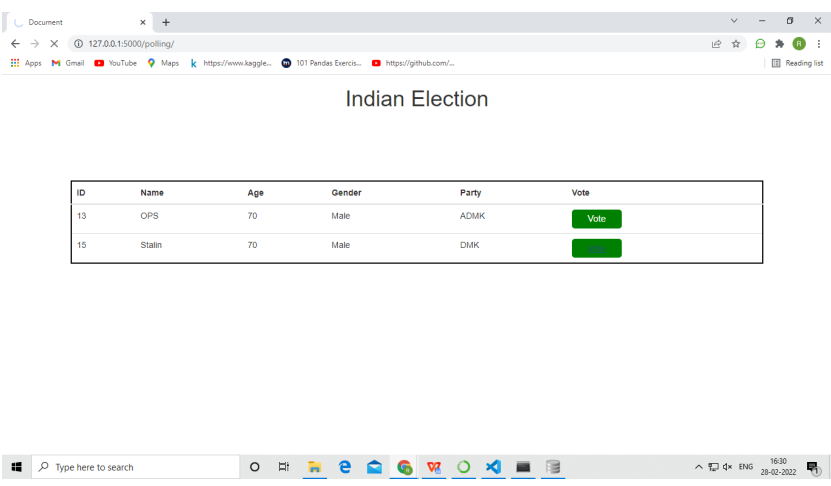 Document
127.0.0.1:5000/polling/
Apps Gmail YouTube Maps https://www.kaggle... 101 Pandas Exercis... https://github.com/... Reading list
Indian Election
ID Name Age Gender Party Vote
13 OPS 70 Male ADMK Vote
15 Stalin 70 Male DMK
Type here to search
ENG
16:30
28-02-2022